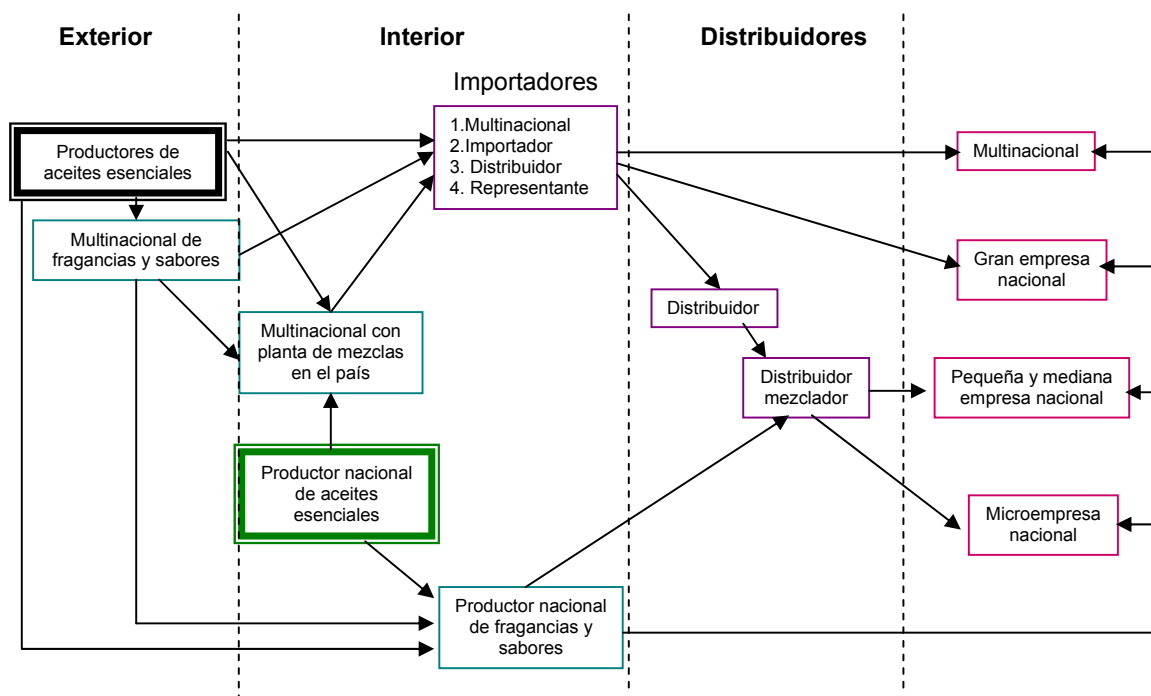 Exterior
Interior
Distribuidores
Importadores
1.Multinacional
2.Importador
3. Distribuidor
4. Representante
Productores de
aceites esenciales
Multinacional
Multinacional de
fragancias y sabores
Gran empresa
nacional
Distribuidor
Multinacional con
planta de mezclas
en el país
Distribuidor
mezclador
Pequeña y mediana
empresa nacional
Productor nacional
de aceites
esenciales
Microempresa
nacional
Productor nacional
de fragancias y
sabores